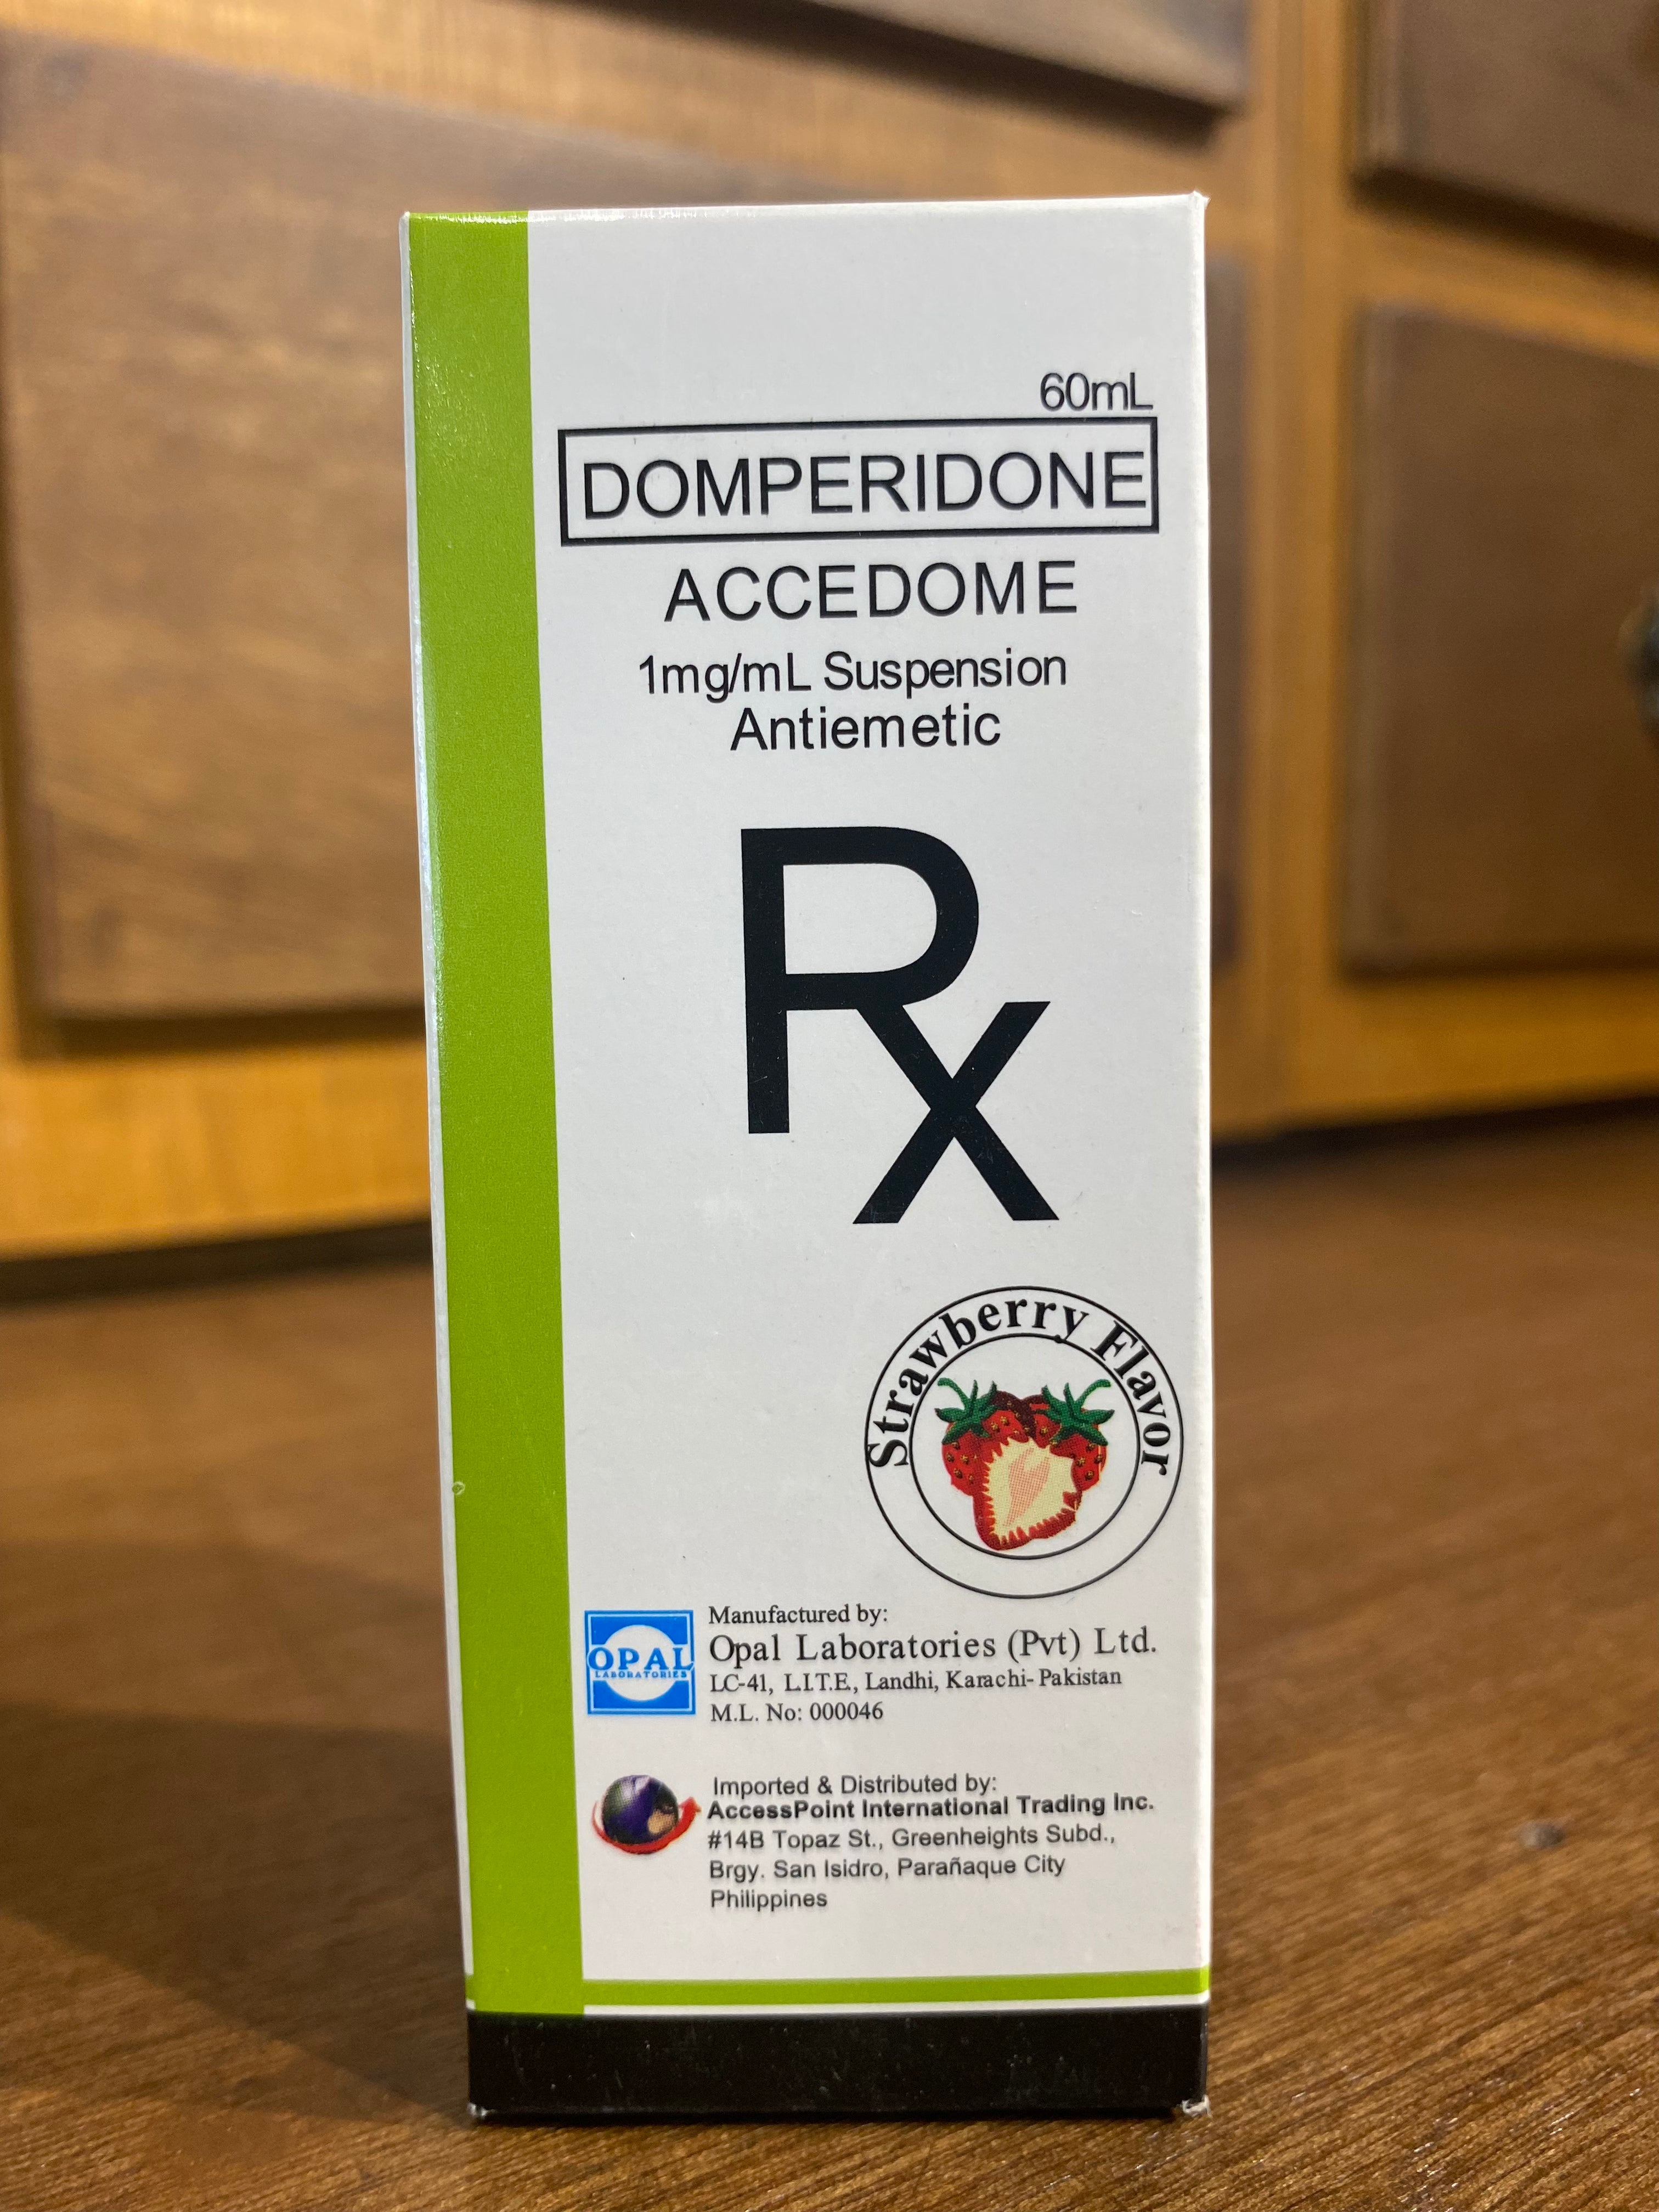 60mL
DOMPERIDONE
ACCEDOME
1mg/mL Suspension
Antiemetic
Rx
Strawberry Flavor
OPAL
LABORATORIES
Manufactured by:
Opal Laboratories (Pvt) Ltd.
LC-41, L.I.T.E., Landhi, Karachi- Pakistan
M.L. No: 000046
Imported & Distributed by:
AccessPoint International Trading Inc.
#14B Topaz St., Greenheights Subd.,
Brgy. San Isidro, Parañaque City
Philippines